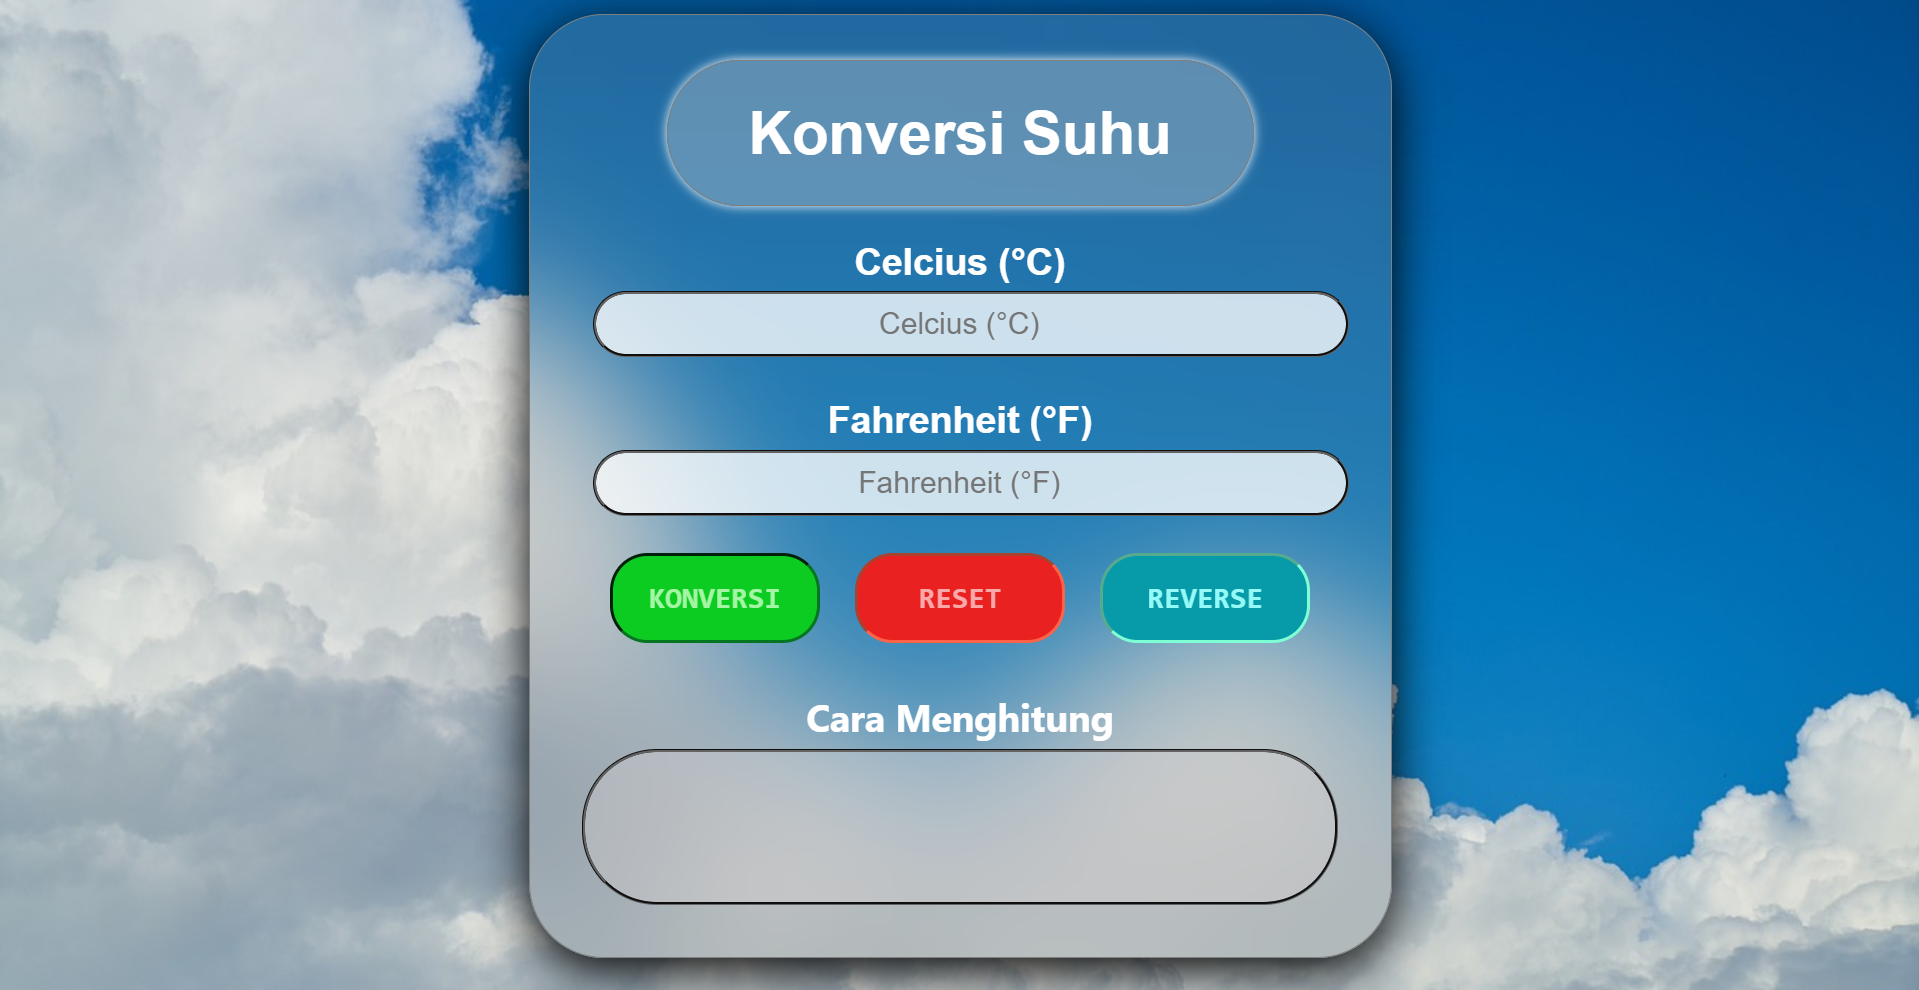 Konversi Suhu
Celcius (°C)
Celcius (°C)
Fahrenheit (°F)
Fahrenheit (°F)
KONVERSI RESET REVERSE
Cara Menghitung